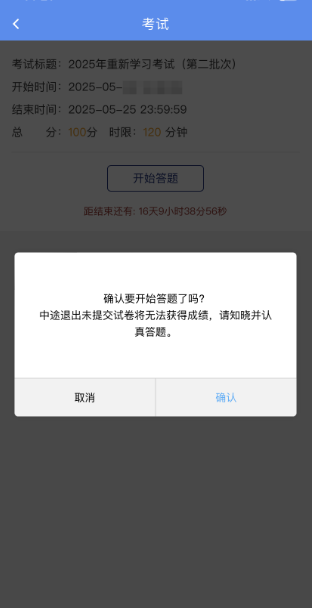 考试
考试标题：2025年重新学习考试（第二批次）
开始时间：2025-05-
结束时间：2025-05-25 23:59:59
总 分：100分 时限：120 分钟
开始答题
距结束还有: 16天9小时38分56秒
确认要开始答题了吗?
中途退出未提交试卷将无法获得成绩，请知晓并认
真答题。
取消 确认